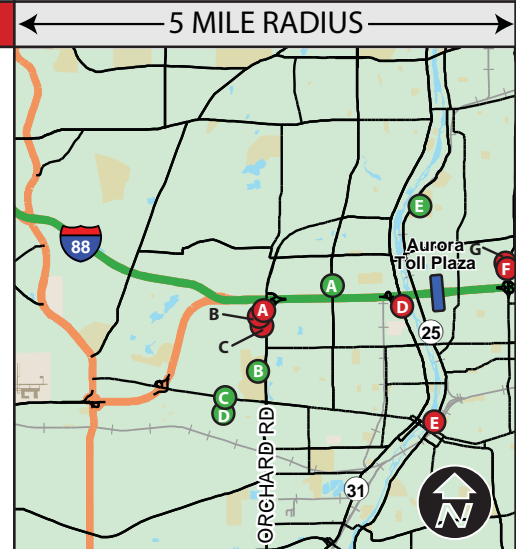 5 MILE RADIUS
E
Aurora
Toll Plaza
G
F
88
A
A
B
D
C
25
B
C
D
E
ORCHARD RD
31
N